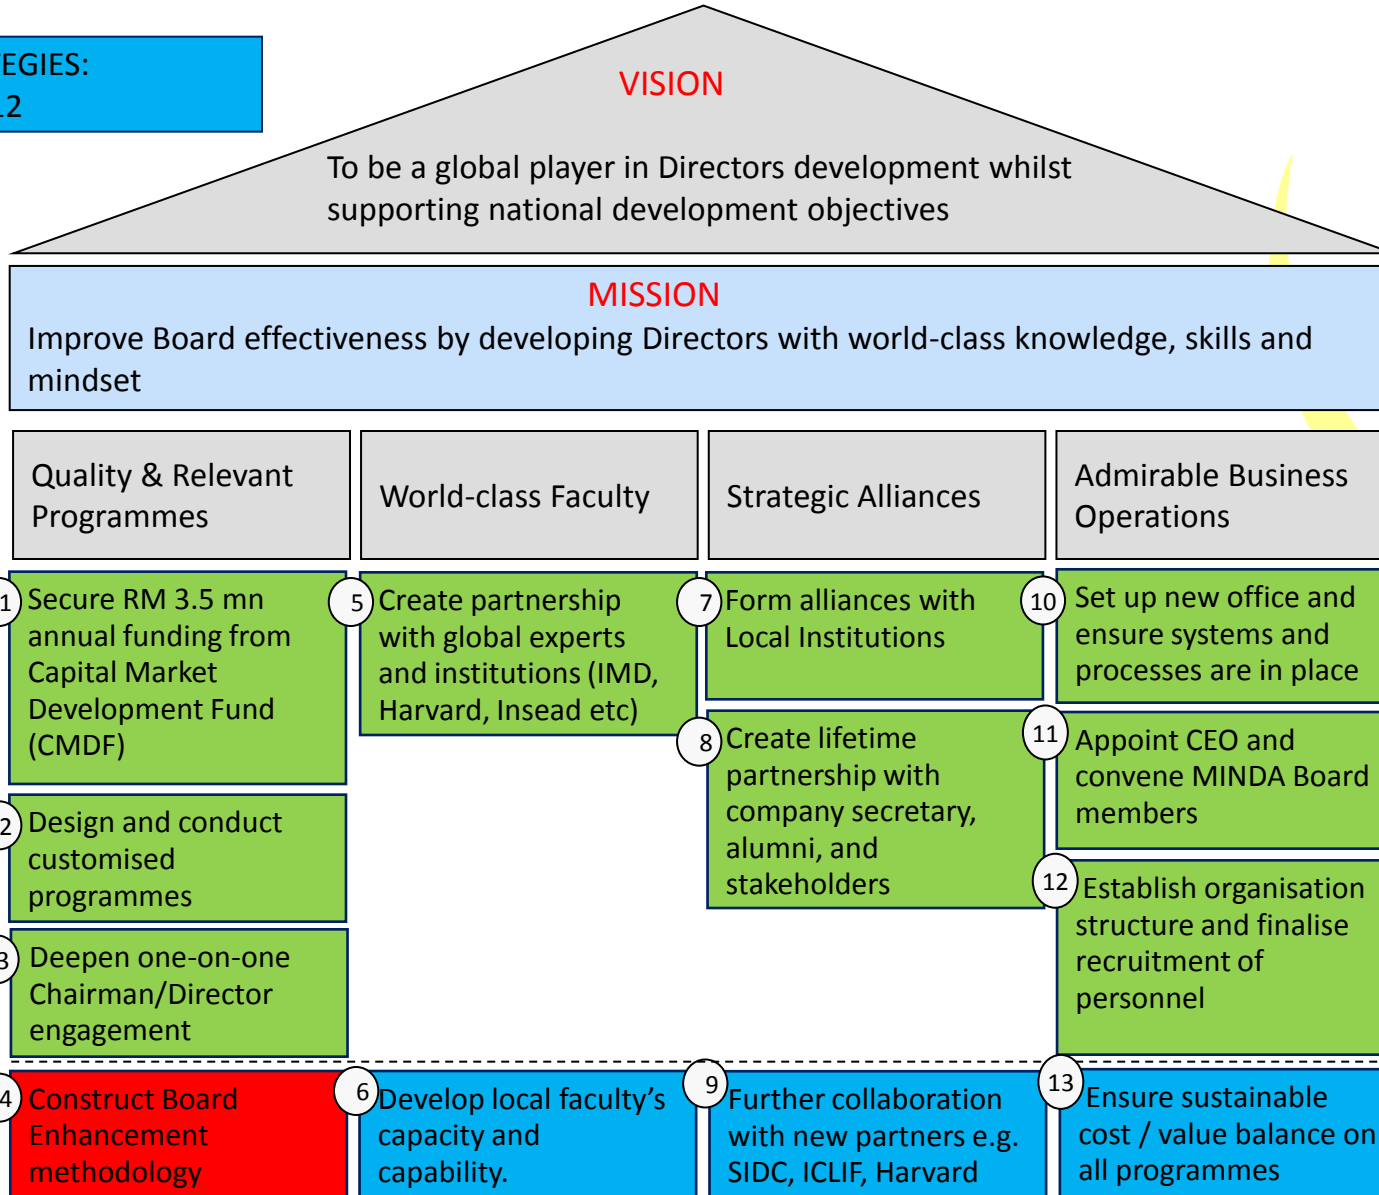 TEGIES:
12
VISION
To be a global player in Directors development whilst
supporting national development objectives
MISSION
Improve Board effectiveness by developing Directors with world-class knowledge, skills and
mindset
Quality & Relevant
Programmes
World-class Faculty
Strategic Alliances
Admirable Business
Operations
1
Secure RM 3.5 mn
annual funding from
Capital Market
Development Fund
(CMDF)
2
Design and conduct
customised
programmes
3
Deepen one-on-one
Chairman/Director
engagement
4
Construct Board
Enhancement
methodology
5
Create partnership
with global experts
and institutions (IMD,
Harvard, Insead etc)
6
Develop local faculty's
capacity and
capability.
7
Form alliances with
Local Institutions
8
Create lifetime
partnership with
company secretary,
alumni, and
stakeholders
9
Further collaboration
with new partners e.g.
SIDC, ICLIF, Harvard
10
Set up new office and
ensure systems and
processes are in place
11
Appoint CEO and
convene MINDA Board
members
12
Establish organisation
structure and finalise
recruitment of
personnel
13
Ensure sustainable
cost / value balance on
all programmes